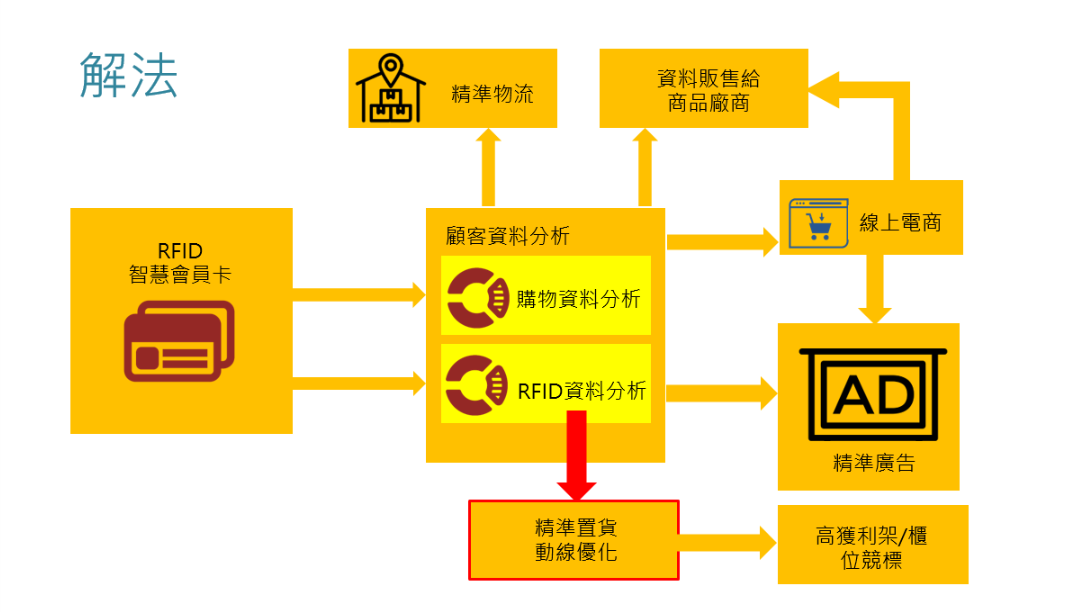 解法
精準物流
資料販售給
商品廠商
RFID
智慧會員卡
顧客資料分析
購物資料分析
RFID資料分析
線上電商
AD
精準廣告
精準置貨
動線優化
高獲利架/櫃
位競標